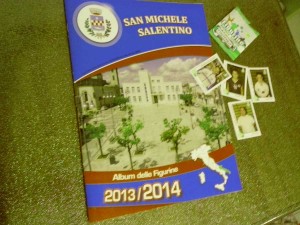 SAN MICHELE
SALENTINO
Album delle Figurine
2013/2014